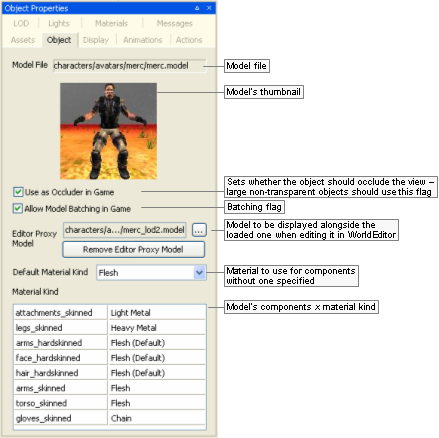 Object Properties
LOD Lights Materials Messages
Assets Object Display Animations Actions
Model File characters/avatars/merc/merc.model
Model file
Model's thumbnail
Use as Occluder in Game
Sets whether the object should occlude the view –
large non-transparent objects should use this flag
Allow Model Batching in Game
Batching flag
Editor Proxy
Model
characters/a.../merc_lod2.model ...
Remove Editor Proxy Model
Model to be displayed alongside the
loaded one when editing it in WorldEditor
Default Material Kind Flesh
Material to use for components
without one specified
Material Kind
Model's components x material kind
attachments_skinned Light Metal
legs_skinned Heavy Metal
arms_hardskinned Flesh (Default)
face_hardskinned Flesh (Default)
hair_hardskinned Flesh (Default)
arms_skinned Flesh
torso_skinned Flesh
gloves_skinned Chain